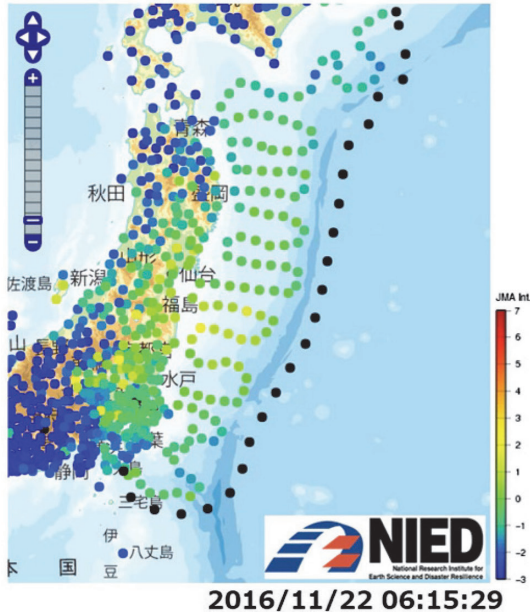 青森
秋田
盛岡
山形
佐渡島
新潟
仙台
福島
水戸
静岡
三宅島
伊
豆
八丈島
本 国
JMA Int.
7
6
5
4
3
2
1
0
-1
-2
-3
NIED
National Research Institute for
Earth Science and Disaster Resilience
2016/11/22 06:15:29